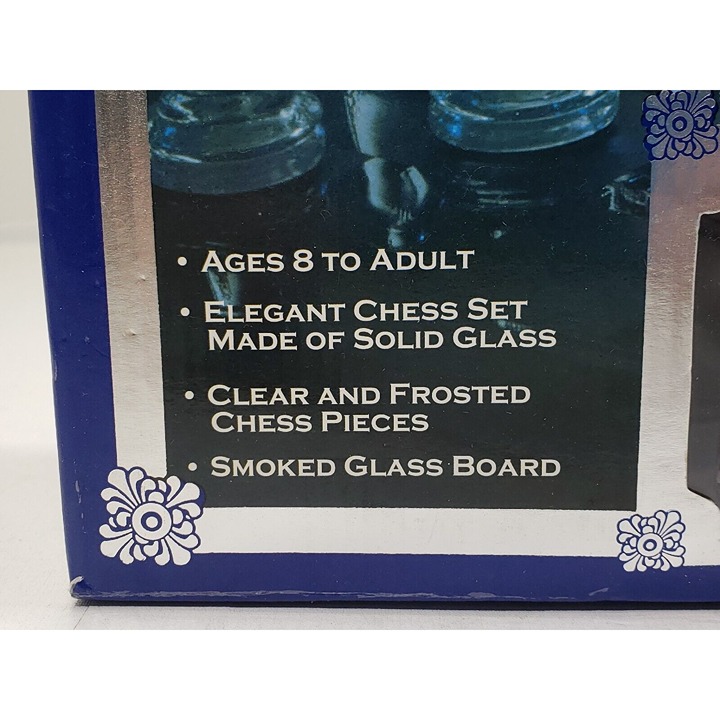 • AGES 8 TO ADULT
• ELEGANT CHESS SET
MADE OF SOLID GLASS
• CLEAR AND FROSTED
CHESS PIECES
• SMOKED GLASS BOARD